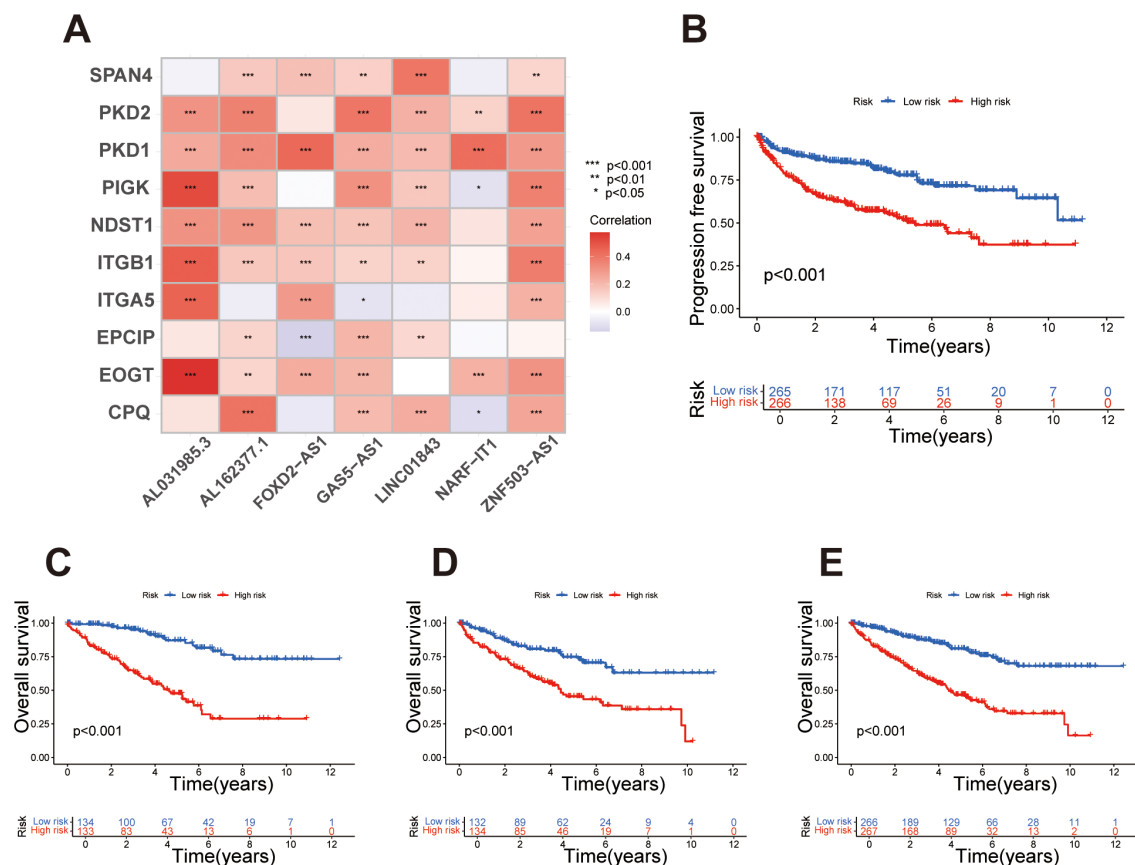 A
SPAN4
*** *** ** *** **
PKD2
*** *** *** *** ** ***
PKD1
*** *** *** *** *** *** ***
PIGK
*** *** *** *** * ***
NDST1
*** *** *** *** *** ***
ITGB1
*** *** *** ** ** ***
ITGA5
*** *** * ***
EPCIP
** *** *** **
EOGT
*** ** *** *** *** ***
CPQ
*** *** *** * ***
AL031985.3 AL162377.1 FOXD2−AS1 GAS5−AS1 LINC01843 NARF−IT1 ZNF503−AS1
*** p<0.001
** p<0.01
* p<0.05
Correlation
0.4
0.2
0.0
B
Risk Low risk High risk
Progression free survival
1.00
0.75
0.50
0.25
0.00
p<0.001
0 2 4 6 8 10 12
Time(years)
Risk
Low risk 265 171 117 51 20 7 0
High risk 266 138 69 26 9 1 0
0 2 4 6 8 10 12
Time(years)
C
Risk Low risk High risk
Overall survival
1.00
0.75
0.50
0.25
0.00
p<0.001
0 2 4 6 8 10 12
Time(years)
Risk
Low risk 134 100 67 42 19 7 1
High risk 133 83 43 13 6 1 0
0 2 4 6 8 10 12
Time(years)
D
Risk Low risk High risk
Overall survival
1.00
0.75
0.50
0.25
0.00
p<0.001
0 2 4 6 8 10 12
Time(years)
Risk
Low risk 132 89 62 24 9 4 0
High risk 134 85 46 19 7 1 0
0 2 4 6 8 10 12
Time(years)
E
Risk Low risk High risk
Overall survival
1.00
0.75
0.50
0.25
0.00
p<0.001
0 2 4 6 8 10 12
Time(years)
Risk
Low risk 266 189 129 66 28 11 1
High risk 267 168 89 32 13 2 0
0 2 4 6 8 10 12
Time(years)